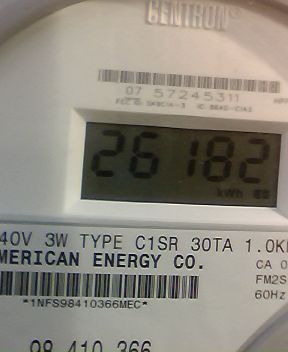 CENTRON®
07 57245311
26182
kWh
40V 3W TYPE C1SR 30TA 1.0K
MERICAN ENERGY CO.
CA 0
FM2S
60Hz
*1NFS98410366MEC*
98 410 366